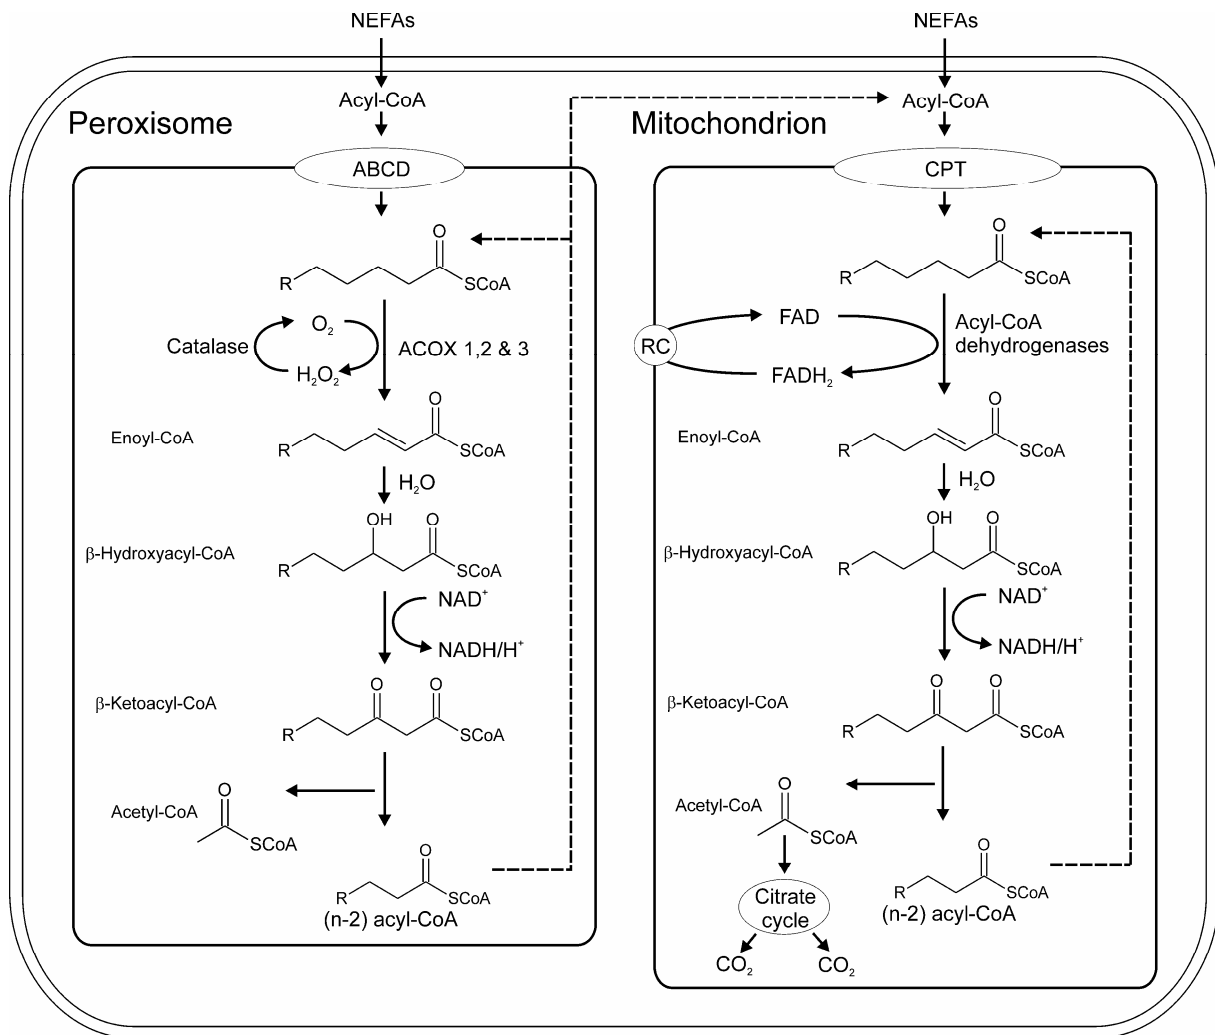 NEFAs
Acyl-CoA
Peroxisome
ABCD
O
R
SCoA
O₂
Catalase
H₂O₂
ACOX 1,2 & 3
O
Enoyl-CoA
R
SCoA
H₂O
OH
O
β-Hydroxyacyl-CoA
R
SCoA
NAD⁺
NADH/H⁺
O
O
β-Ketoacyl-CoA
R
SCoA
O
Acetyl-CoA
SCoA
O
R
SCoA
(n-2) acyl-CoA
NEFAs
Acyl-CoA
Mitochondrion
CPT
O
R
SCoA
RC
FAD
FADH₂
Acyl-CoA
dehydrogenases
O
Enoyl-CoA
R
SCoA
H₂O
OH
O
β-Hydroxyacyl-CoA
R
SCoA
NAD⁺
NADH/H⁺
O
O
β-Ketoacyl-CoA
R
SCoA
O
Acetyl-CoA
SCoA
Citrate
cycle
CO₂
CO₂
O
R
SCoA
(n-2) acyl-CoA